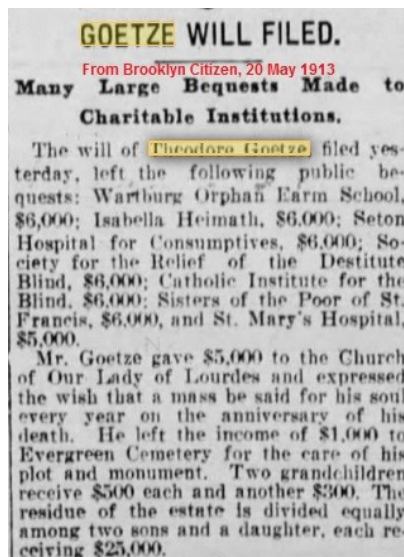 GOETZE WILL FILED.
From Brooklyn Citizen, 20 May 1913
Many Large Bequests Made to
Charitable Institutions.
The will of Theodore Goetze filed yes-
terday, left the following public be-
quests: Wartburg Orphan Farm School,
$6,000; Isabella Heimath, $6,000; Seton
Hospital for Consumptives, $6,000; So-
ciety for the Relief of the Destitute
Blind, $6,000; Catholic Institute for the
Blind, $6,000; Sisters of the Poor of St.
Francis, $6,000, and St. Mary's Hospital,
$5,000.
Mr. Goetze gave $5,000 to the Church
of Our Lady of Lourdes and expressed
the wish that a mass be said for his soul
every year on the anniversary of his
death. He left the income of $1,000 to
Evergreen Cemetery for the care of his
plot and monument. Two grandchildren
receive $500 each and another $300. The
residue of the estate is divided equally
among two sons and a daughter, each re-
ceiving $25,000.